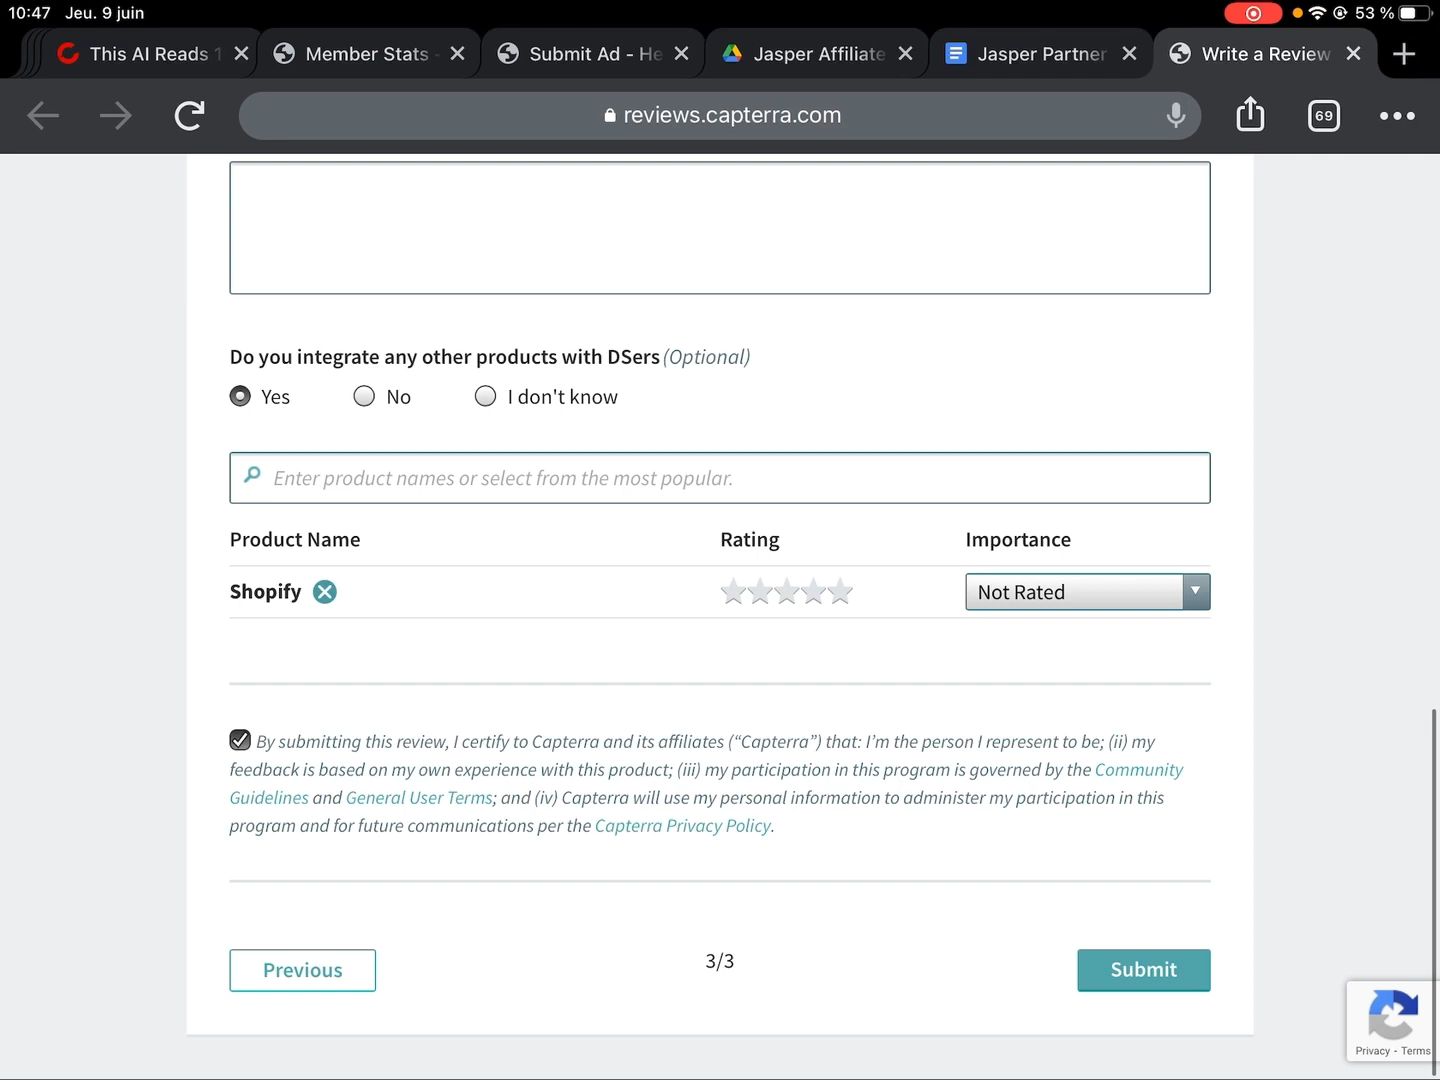 10:47 Jeu. 9 juin 53 %
This AI Reads 1
Member Stats -
Submit Ad - He
Jasper Affiliate
Jasper Partner
Write a Review
reviews.capterra.com
69
Do you integrate any other products with DSers (Optional)
Yes No I don't know
Enter product names or select from the most popular.
Product Name Rating Importance
Shopify Not Rated
By submitting this review, I certify to Capterra and its affiliates (“Capterra”) that: I’m the person I represent to be; (ii) my
feedback is based on my own experience with this product; (iii) my participation in this program is governed by the Community
Guidelines and General User Terms; and (iv) Capterra will use my personal information to administer my participation in this
program and for future communications per the Capterra Privacy Policy.
Previous 3/3 Submit
Privacy - Terms